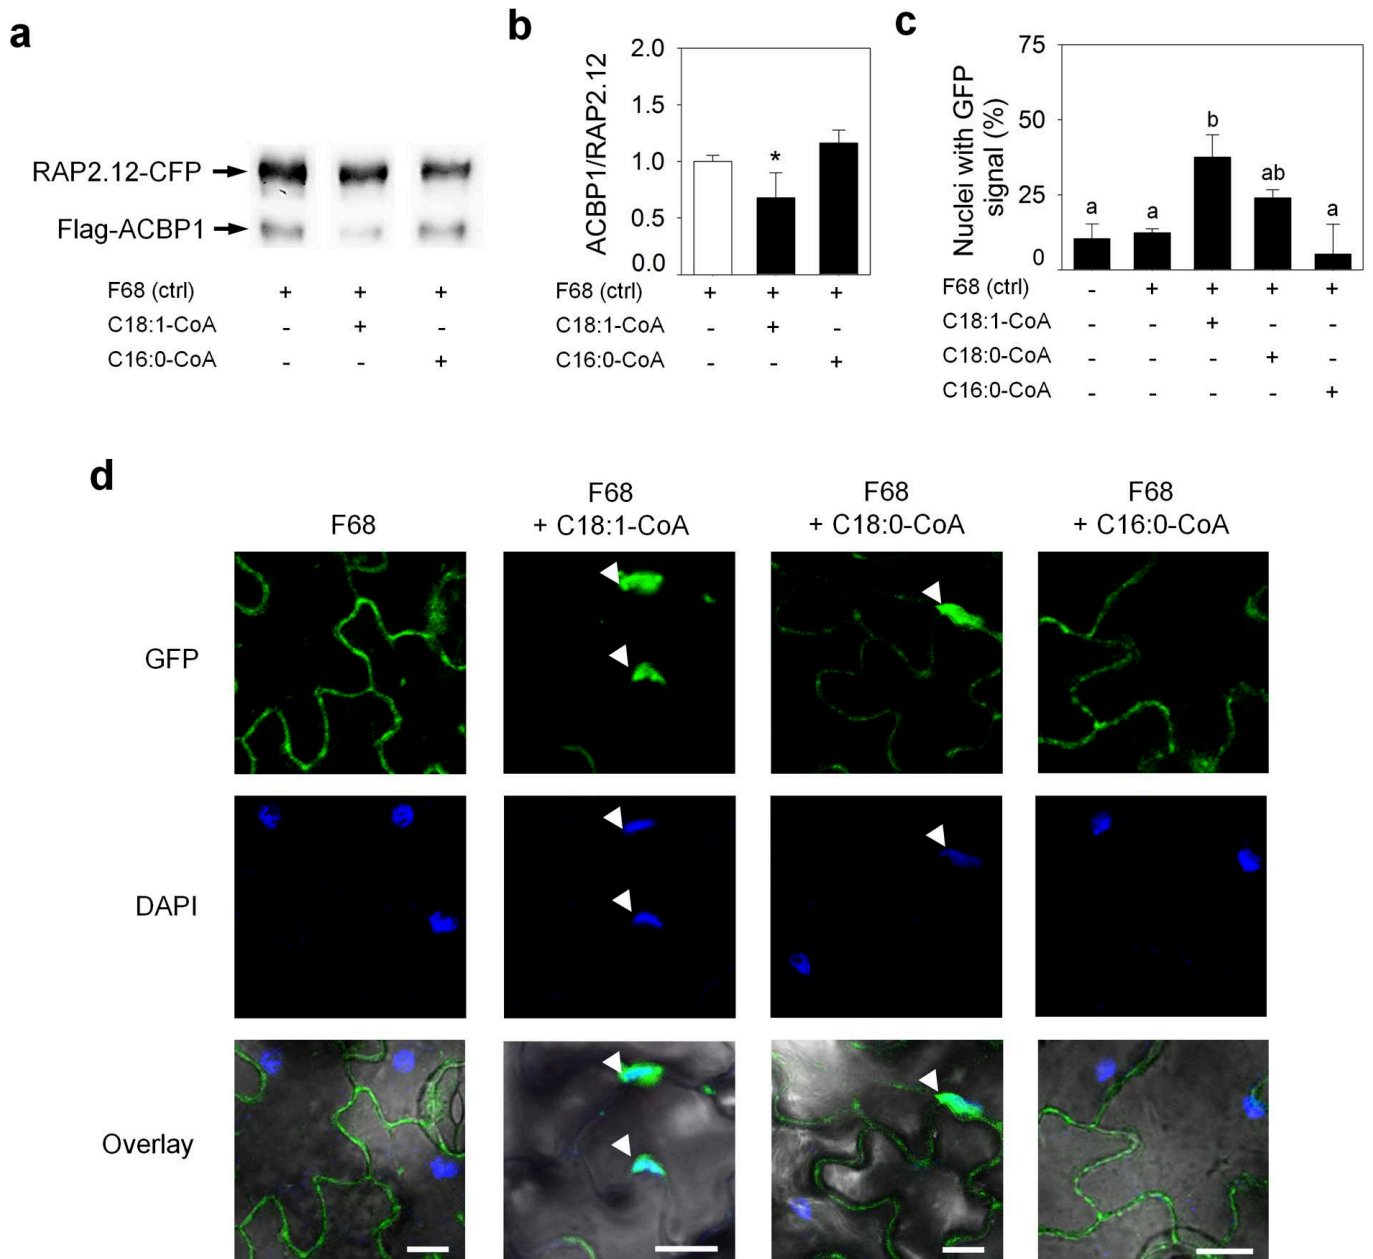 a
RAP2.12-CFP
Flag-ACBP1
F68 (ctrl) + + +
C18:1-CoA - + -
C16:0-CoA - - +
b
ACBP1/RAP2.12
2.0
1.5
1.0
0.5
0.0
*
F68 (ctrl) + + +
C18:1-CoA - + -
C16:0-CoA - - +
c
Nuclei with GFP
signal (%)
75
50
25
0
a a b ab a
F68 (ctrl) - + + + +
C18:1-CoA - - + - -
C18:0-CoA - - - + -
C16:0-CoA - - - - +
d
F68
F68
+ C18:1-CoA
F68
+ C18:0-CoA
F68
+ C16:0-CoA
GFP
DAPI
Overlay